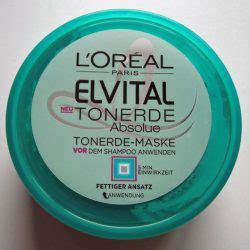 L'ORÉAL
PARIS
ELVITAL
NEU TONERDE
Absolue
TONERDE-MASKE
VOR DEM SHAMPOO ANWENDEN
5 MIN.
EINWIRKZEIT
FETTIGER ANSATZ
ANWENDUNG